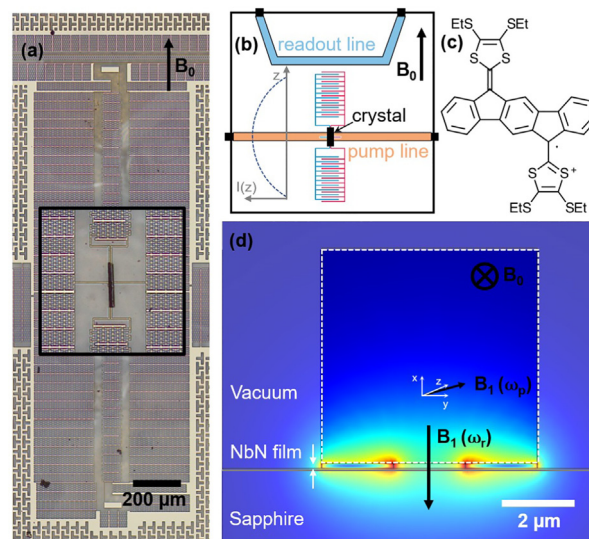 (a)
B₀
200 µm
(b)
readout line
B₀
z
crystal
pump line
I(z)
(c)
EtS
SEt
S
S
S
S⁺
EtS
SEt
(d)
B₀
x
z
y
B₁(ωₚ)
Vacuum
B₁(ωᵣ)
NbN film
2 µm
Sapphire